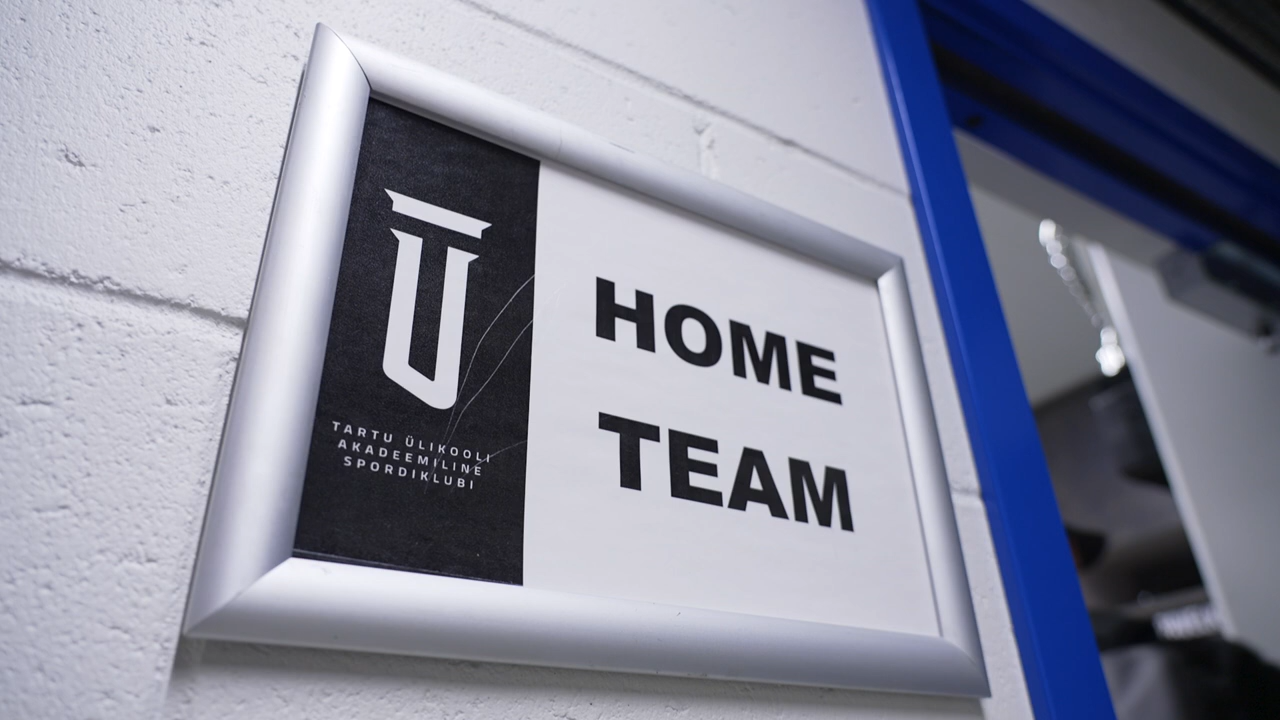 TARTU ÜLIKOOLI
AKADEEMILINE
SPORDIKLUBI
HOME
TEAM